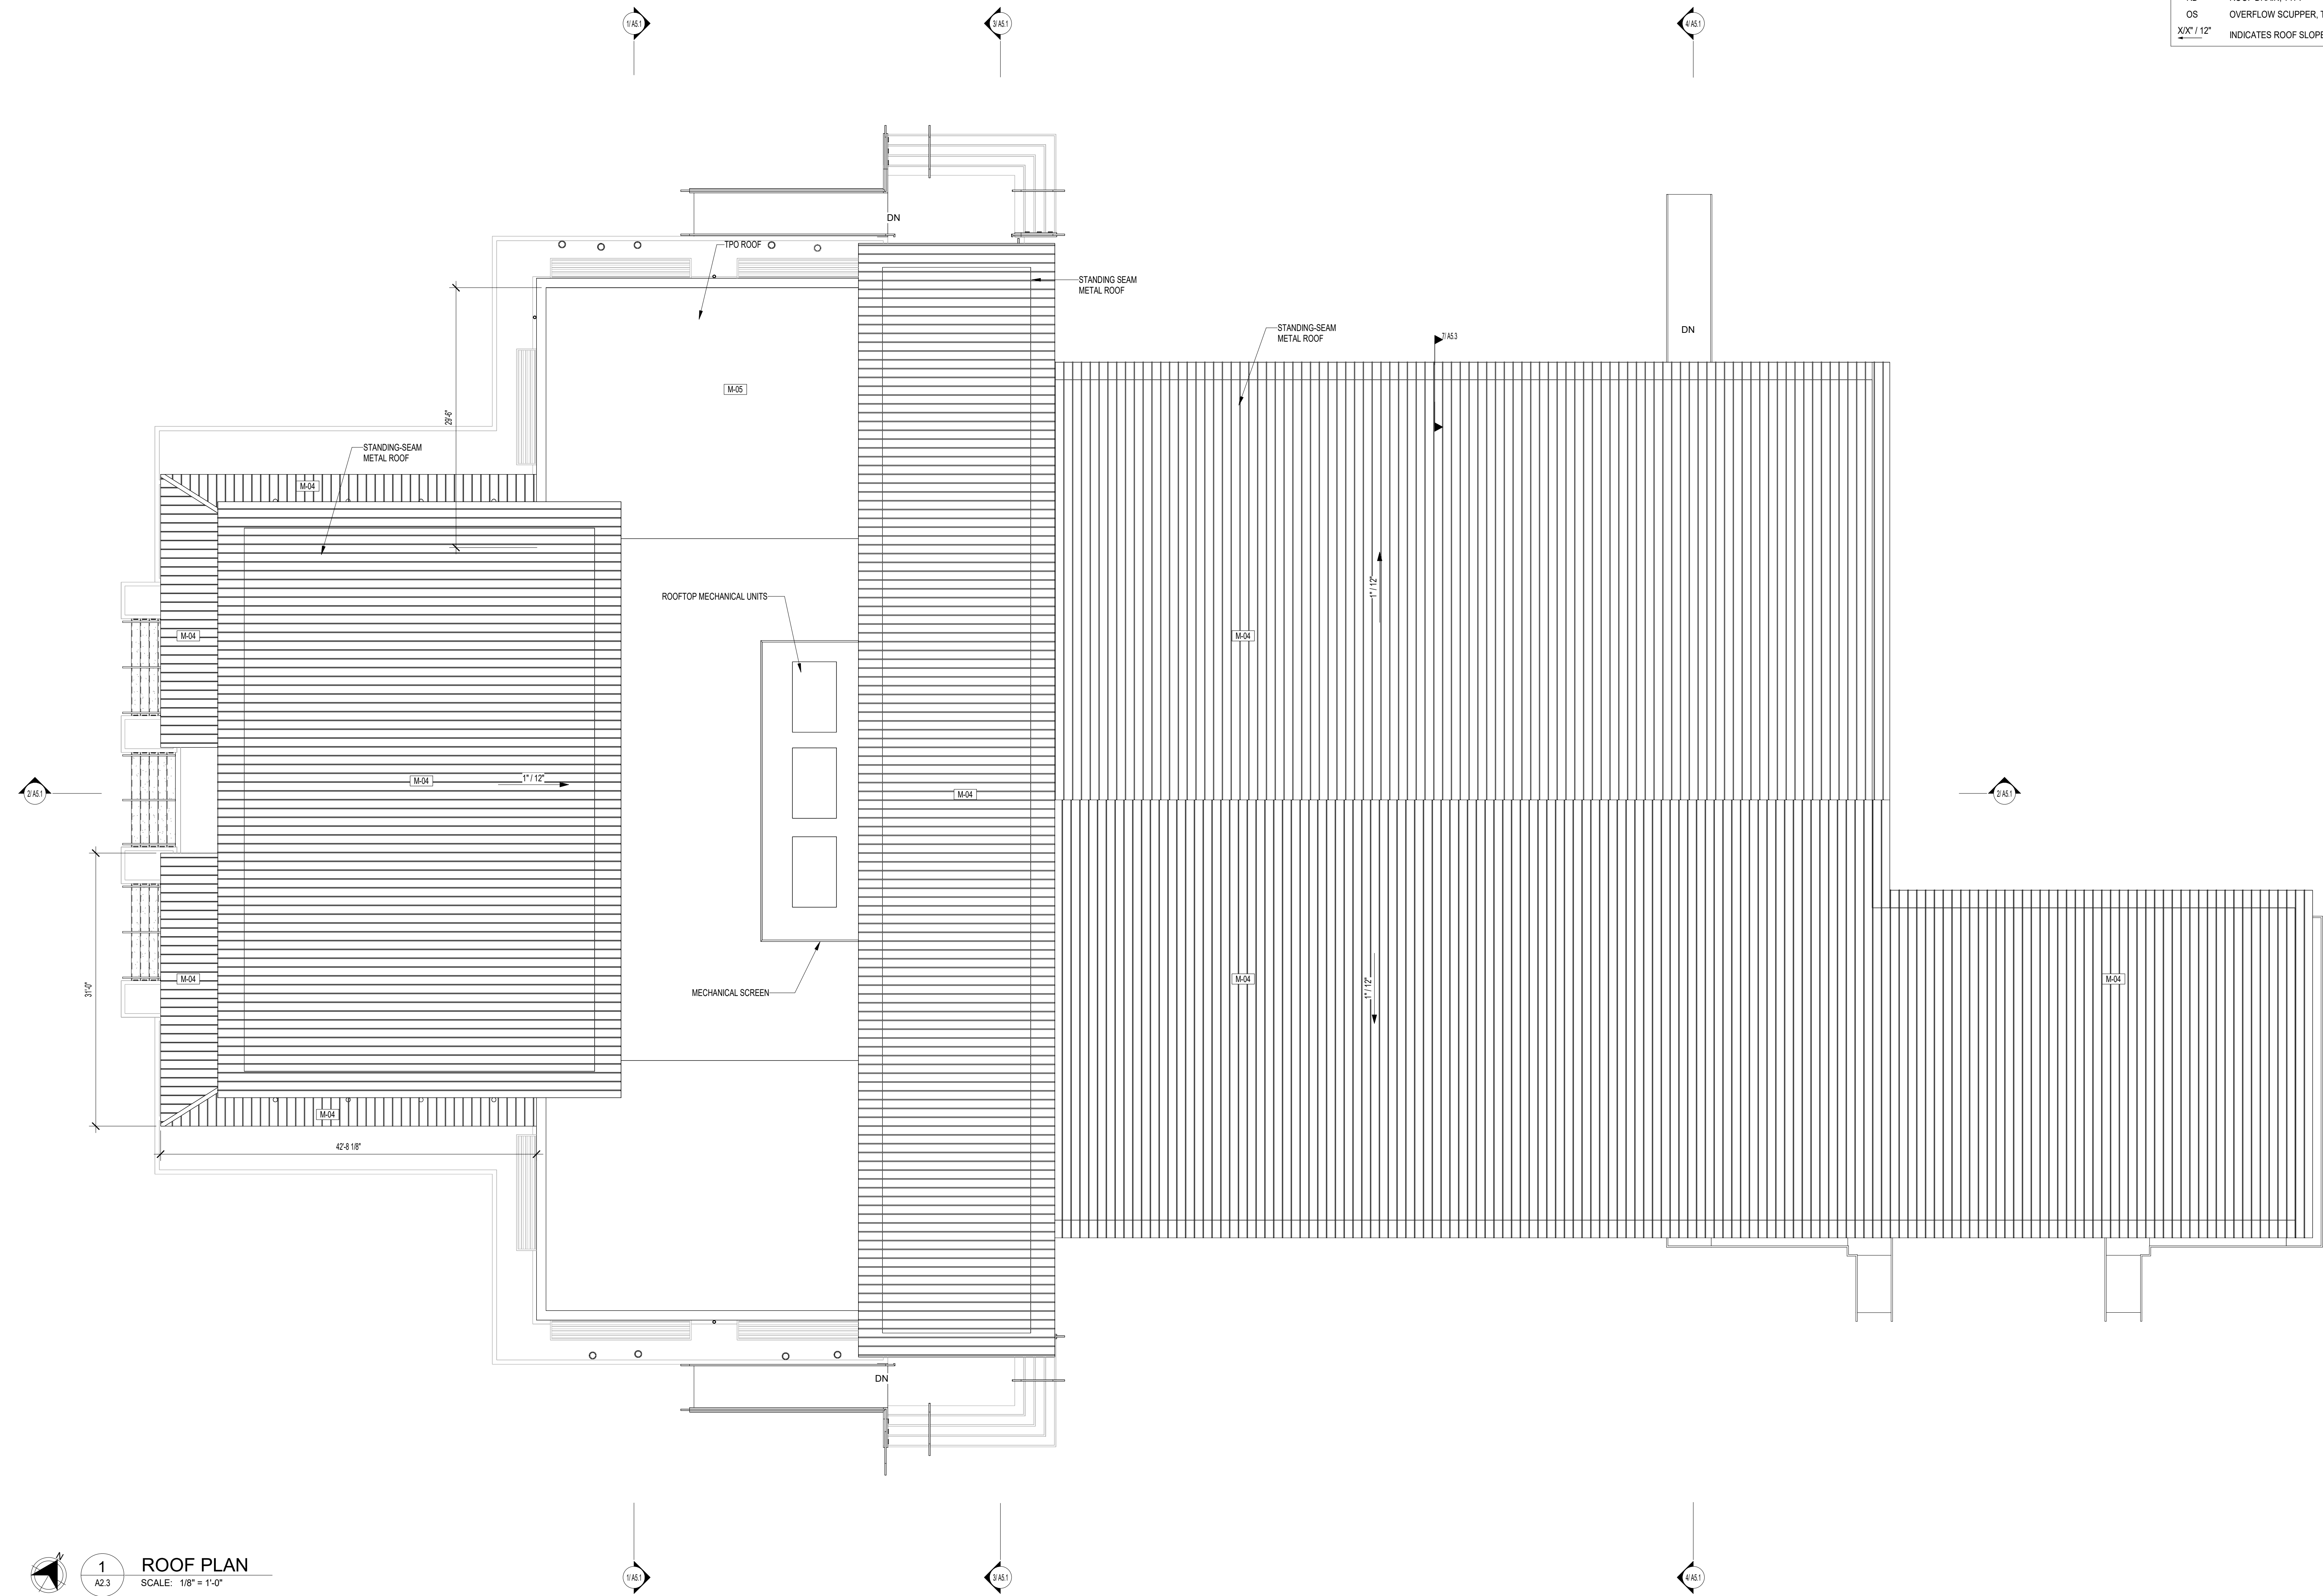 1/ A5.1
3/ A5.1
4/ A5.1
OS OVERFLOW SCUPPER,
X/X" / 12" INDICATES ROOF
DN
TPO ROOF
STANDING SEAM
METAL ROOF
STANDING-SEAM
METAL ROOF
7/ A5.3
DN
M-05
29'-6"
STANDING-SEAM
METAL ROOF
M-04
1" / 12"
ROOFTOP MECHANICAL UNITS
M-04
M-04
M-04
1" / 12"
2/ A5.1
M-04
2/ A5.1
31'-0"
M-04
MECHANICAL SCREEN
M-04
1" / 12"
M-04
M-04
42'-8 1/8"
DN
N
1
A2.3
ROOF PLAN
SCALE: 1/8" = 1'-0"
1/ A5.1
3/ A5.1
4/ A5.1